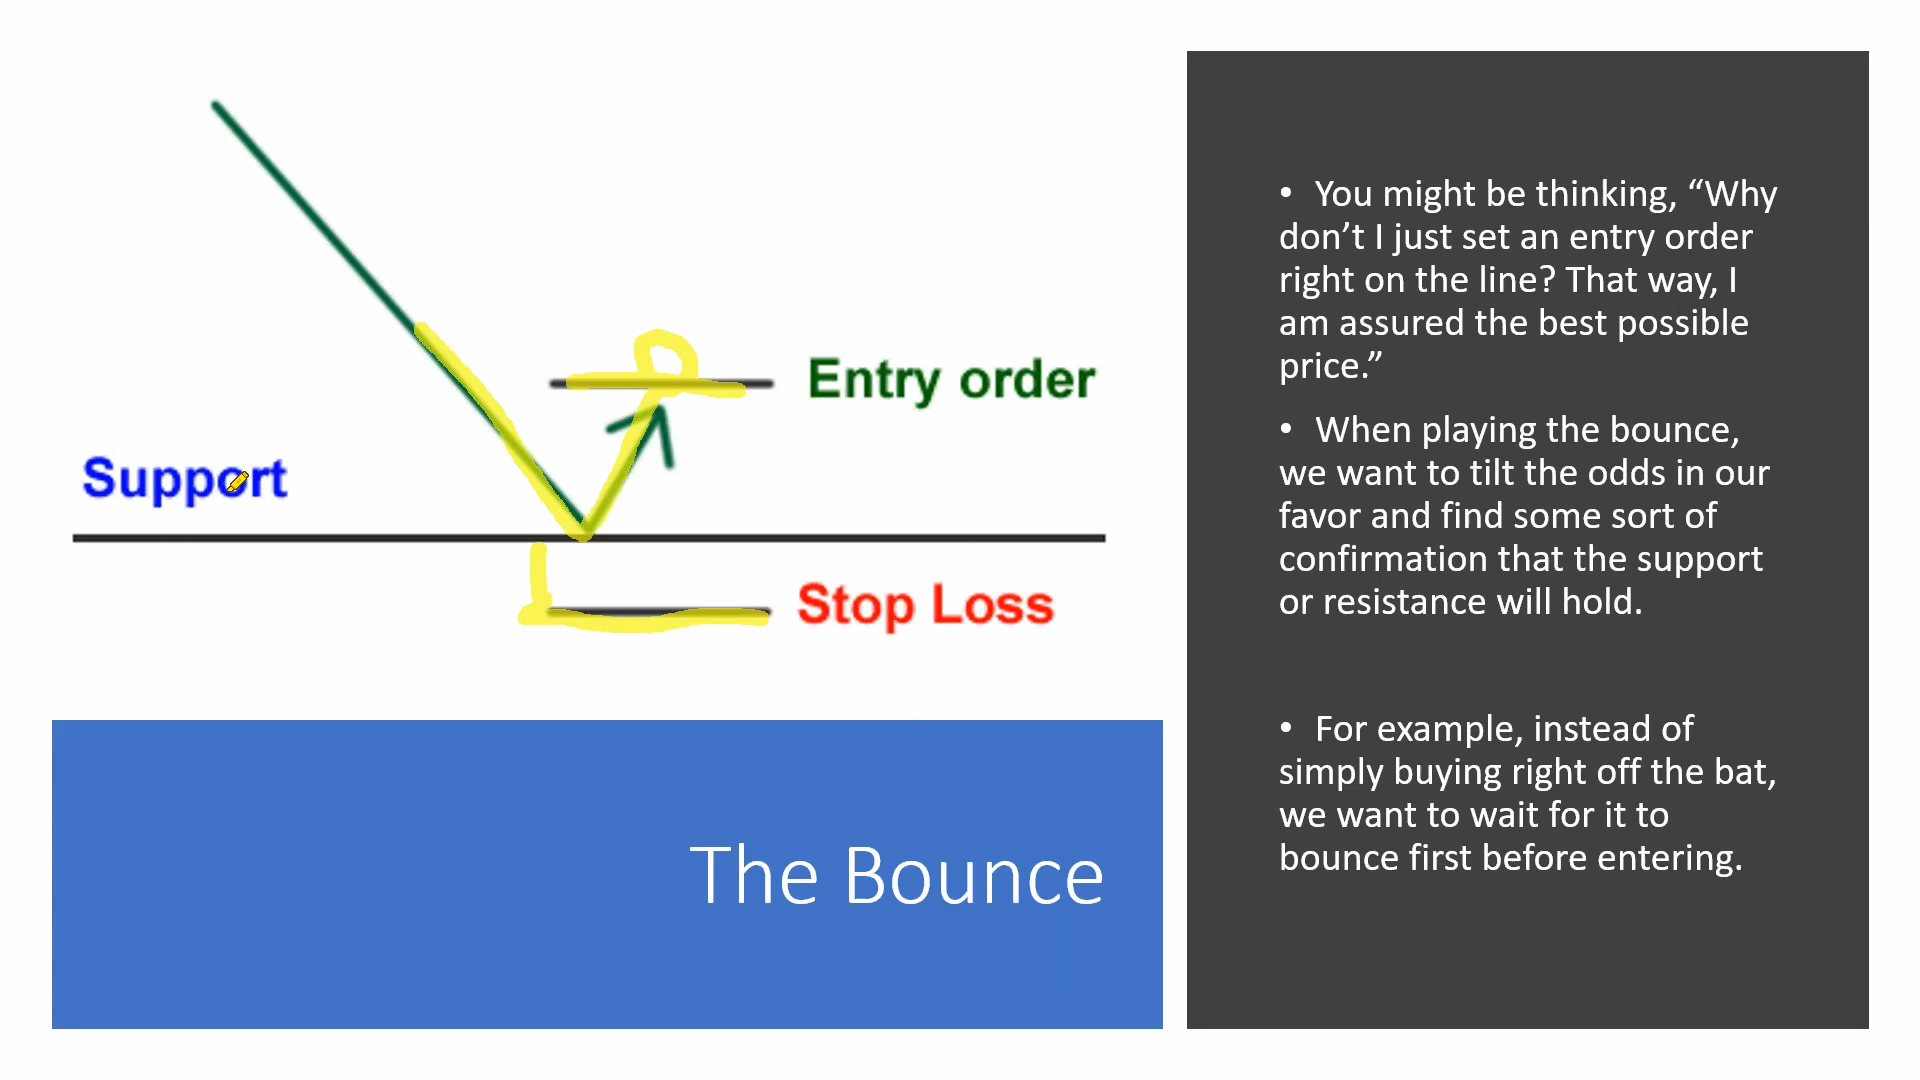 Entry order
Support
Stop Loss
The Bounce
• You might be thinking, “Why
don’t I just set an entry order
right on the line? That way, I
am assured the best possible
price.”
• When playing the bounce,
we want to tilt the odds in our
favor and find some sort of
confirmation that the support
or resistance will hold.
• For example, instead of
simply buying right off the bat,
we want to wait for it to
bounce first before entering.